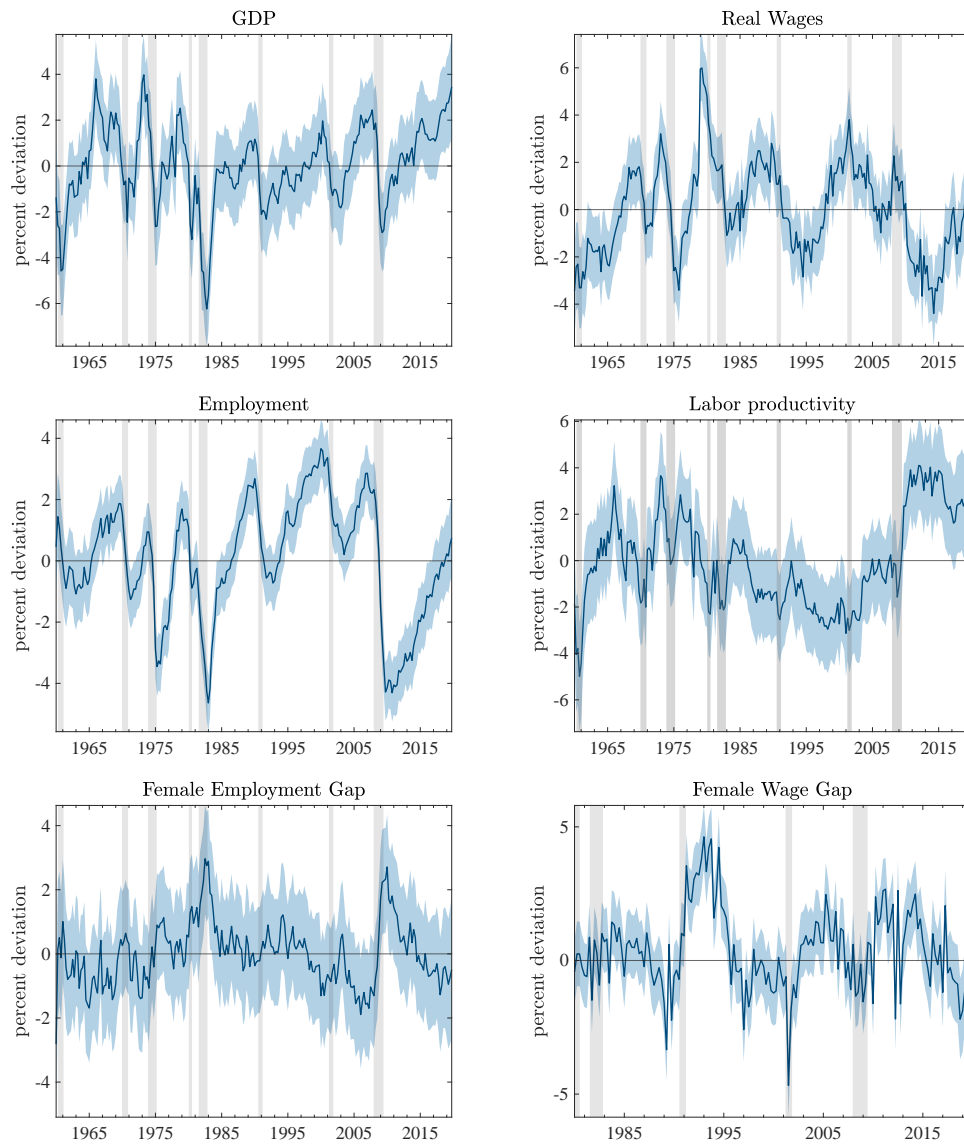 GDP
percent deviation
4
2
0
-2
-4
-6
1965 1975 1985 1995 2005 2015
Real Wages
percent deviation
6
4
2
0
-2
-4
1965 1975 1985 1995 2005 2015
Employment
percent deviation
4
2
0
-2
-4
1965 1975 1985 1995 2005 2015
Labor productivity
percent deviation
6
4
2
0
-2
-4
-6
1965 1975 1985 1995 2005 2015
Female Employment Gap
percent deviation
4
2
0
-2
-4
1965 1975 1985 1995 2005 2015
Female Wage Gap
percent deviation
5
0
-5
1985 1995 2005 2015